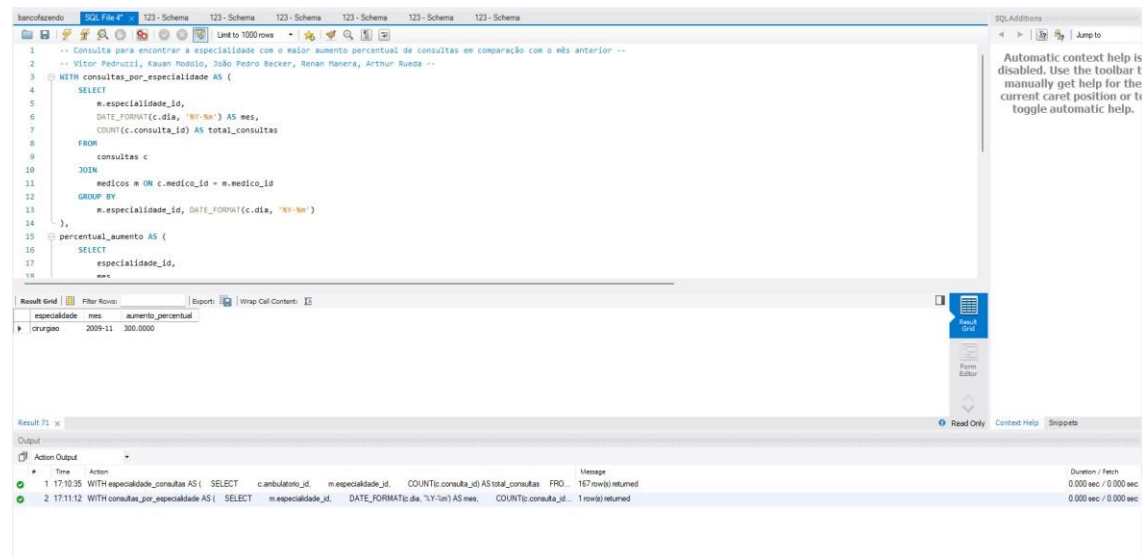 bancofazendo SQL File 4* 123 - Schema 123 - Schema 123 - Schema 123 - Schema 123 - Schema 123 - Schema
Limit to 1000 rows
1 -- Consulta para encontrar a especialidade com o maior aumento percentual de consultas em comparação com o mês anterior --
2 -- Vitor Pedruzzi, Kauan Modolo, João Pedro Becker, Renan Manera, Arthur Rueda --
3 WITH consultas_por_especialidade AS (
4 SELECT
5 m.especialidade_id,
6 DATE_FORMAT(c.dia, '%Y-%m') AS mes,
7 COUNT(c.consulta_id) AS total_consultas
8 FROM
9 consultas c
10 JOIN
11 medicos m ON c.medico_id = m.medico_id
12 GROUP BY
13 m.especialidade_id, DATE_FORMAT(c.dia, '%Y-%m')
14 ),
15 percentual_aumento AS (
16 SELECT
17 especialidade_id,
18 mes
SQLAdditions
Jump to
Automatic context help is
disabled. Use the toolbar t
manually get help for the
current caret position or to
toggle automatic help.
Result Grid Filter Rows: Export: Wrap Cell Content:
especialidade mes aumento_percentual
cirurgiao 2009-11 300.0000
Result Grid
Form Editor
Result 71 Read Only Context Help Snippets
Output
Action Output
# Time Action Message Duration / Fetch
1 17:10:35 WITH especialidade_consultas AS ( SELECT c.ambulatorio_id, m.especialidade_id, COUNT(c.consulta_id) AS total_consultas FRO... 167 row(s) returned 0.000 sec / 0.000 sec
2 17:11:12 WITH consultas_por_especialidade AS ( SELECT m.especialidade_id, DATE_FORMAT(c.dia, '%Y-%m') AS mes, COUNT(c.consulta_id... 1 row(s) returned 0.000 sec / 0.000 sec